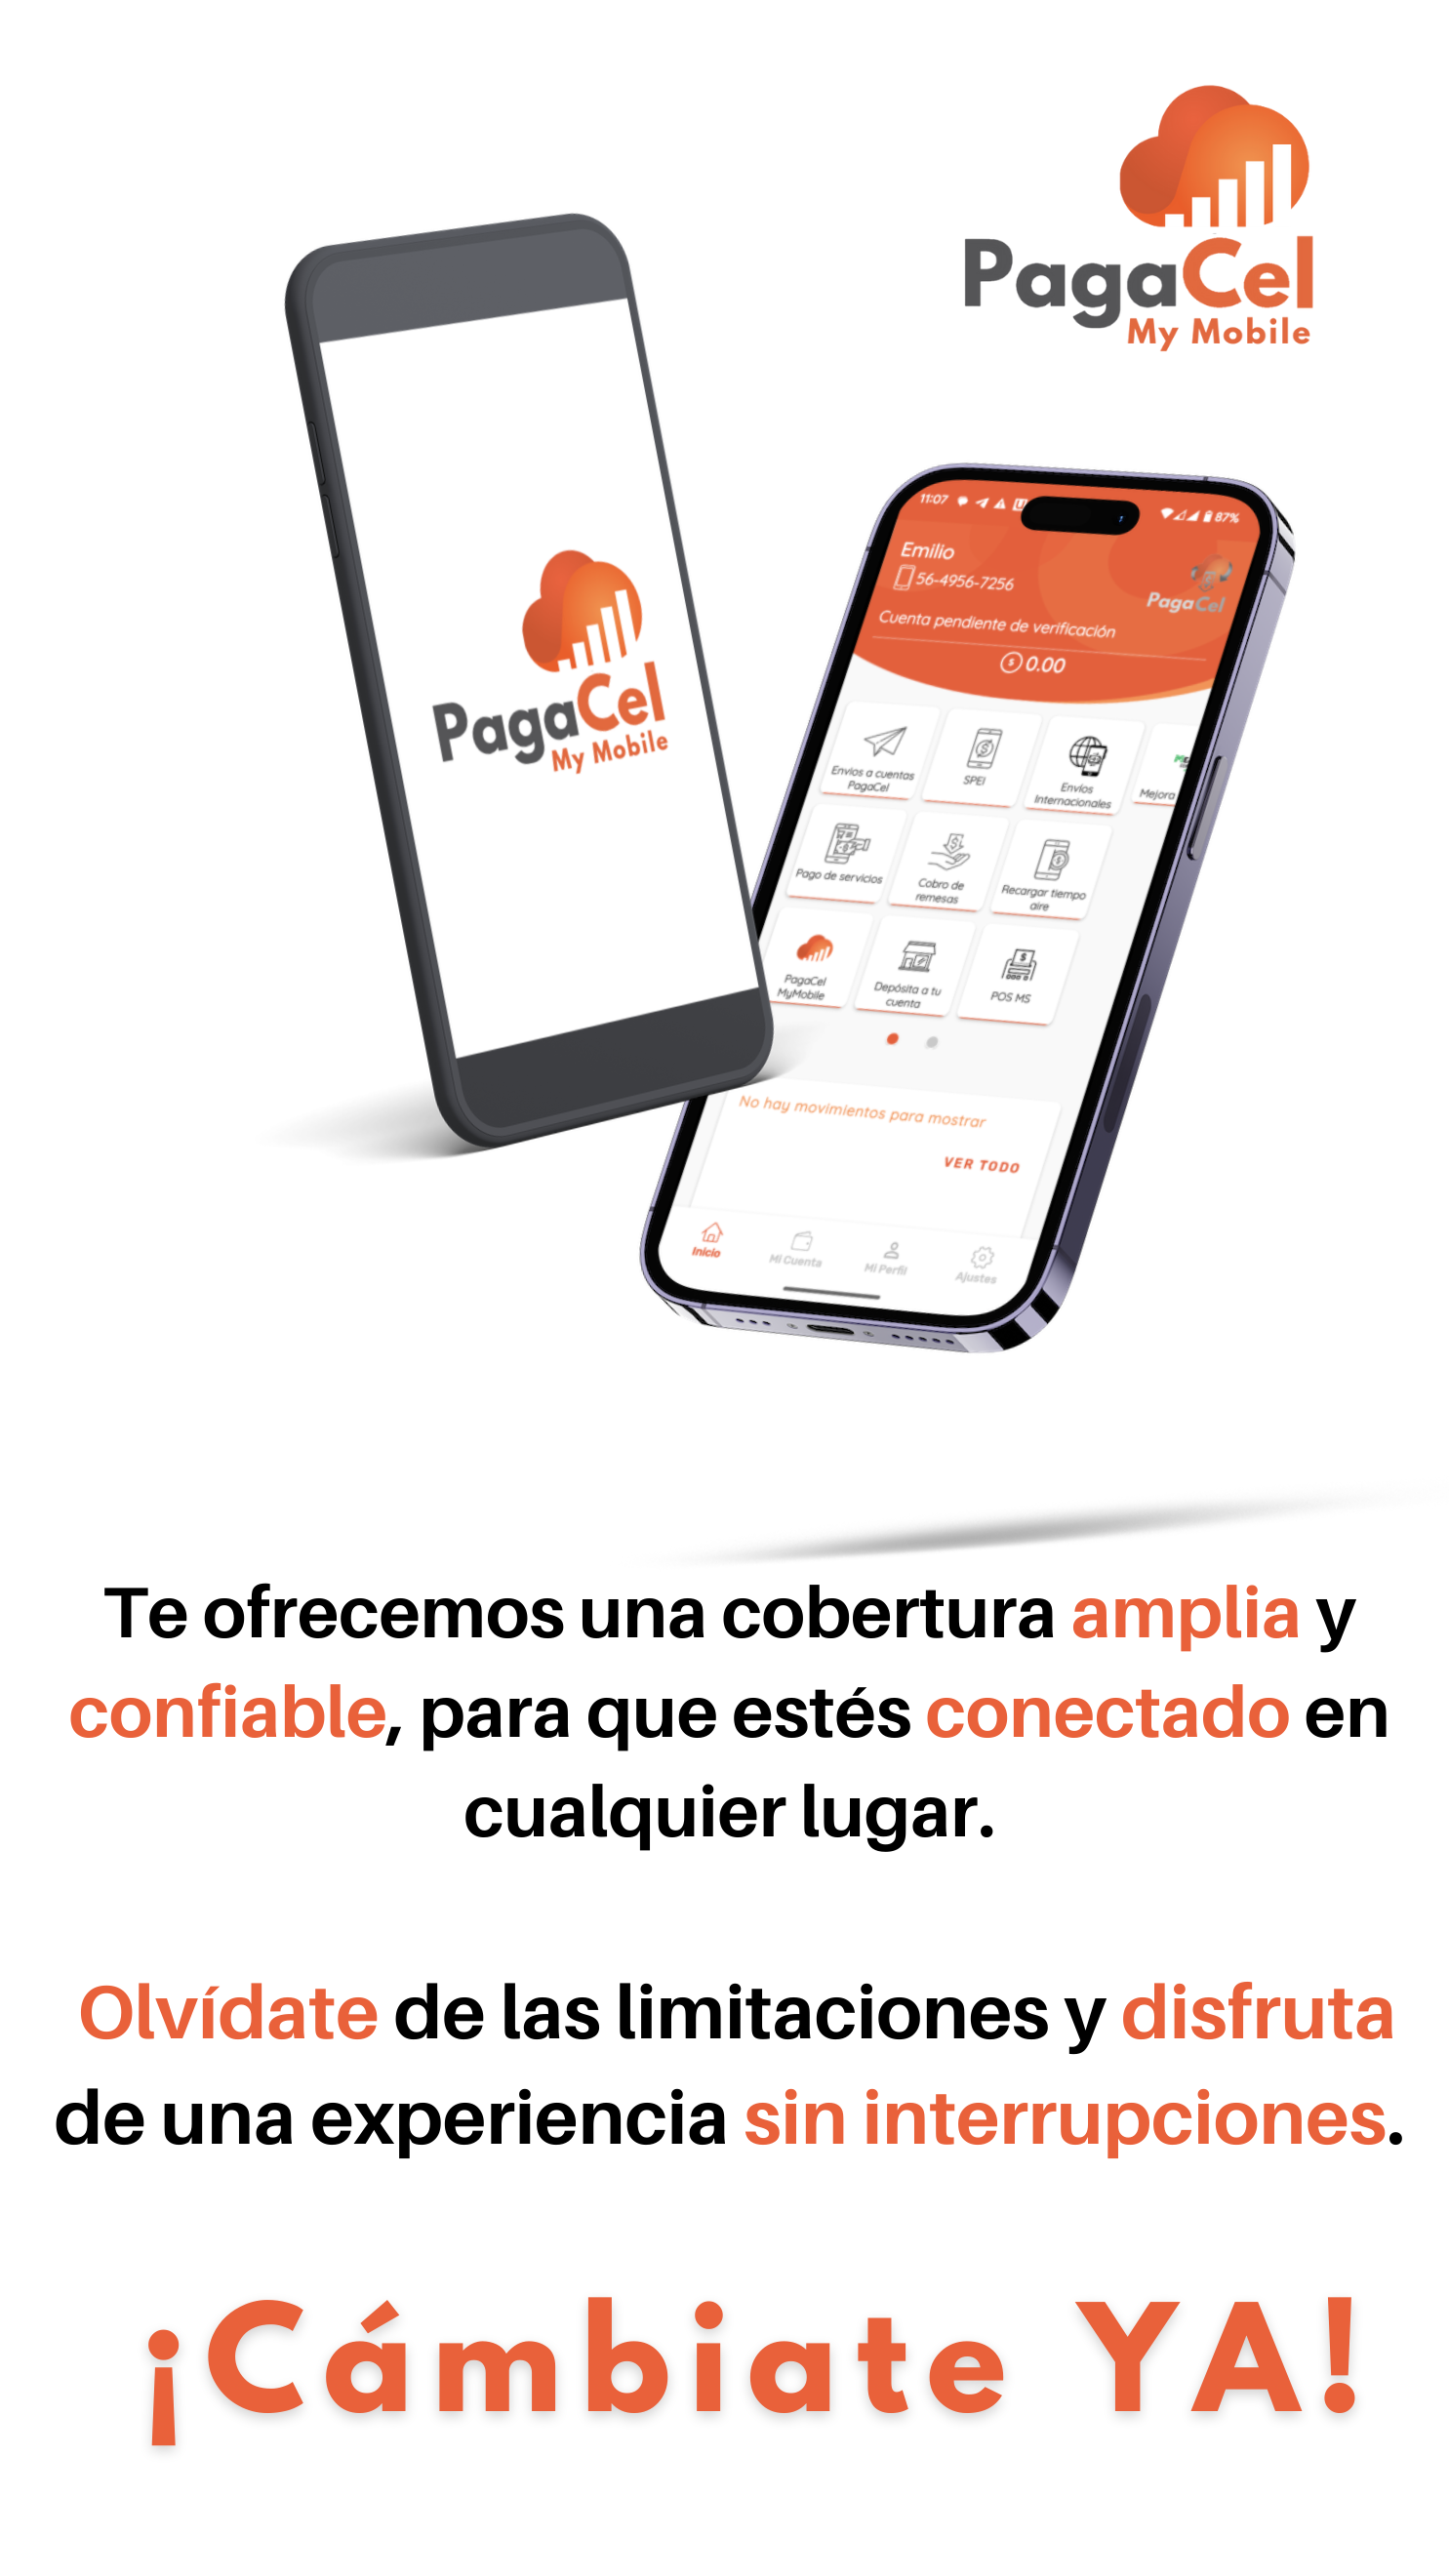 PagaCel
My Mobile
PagaCel
My Mobile
11:07
87%
Emilio
56-4956-7256
PagaCel
Cuenta pendiente de verificación
0.00
Envios a cuentas
PagaCel
SPEI
Envíos
Internacionales
Mejora
Pago de servicios
Cobro de
remesas
Recargar tiempo
aire
PagaCel
MyMobile
Depósita a tu
cuenta
POS MS
No hay movimientos para mostrar
VER TODO
Inicio
Mi Cuenta
Mi Perfil
Ajustes
Te ofrecemos una cobertura amplia y
confiable, para que estés conectado en
cualquier lugar.
Olvídate de las limitaciones y disfruta
de una experiencia sin interrupciones.
¡Cámbiate YA!